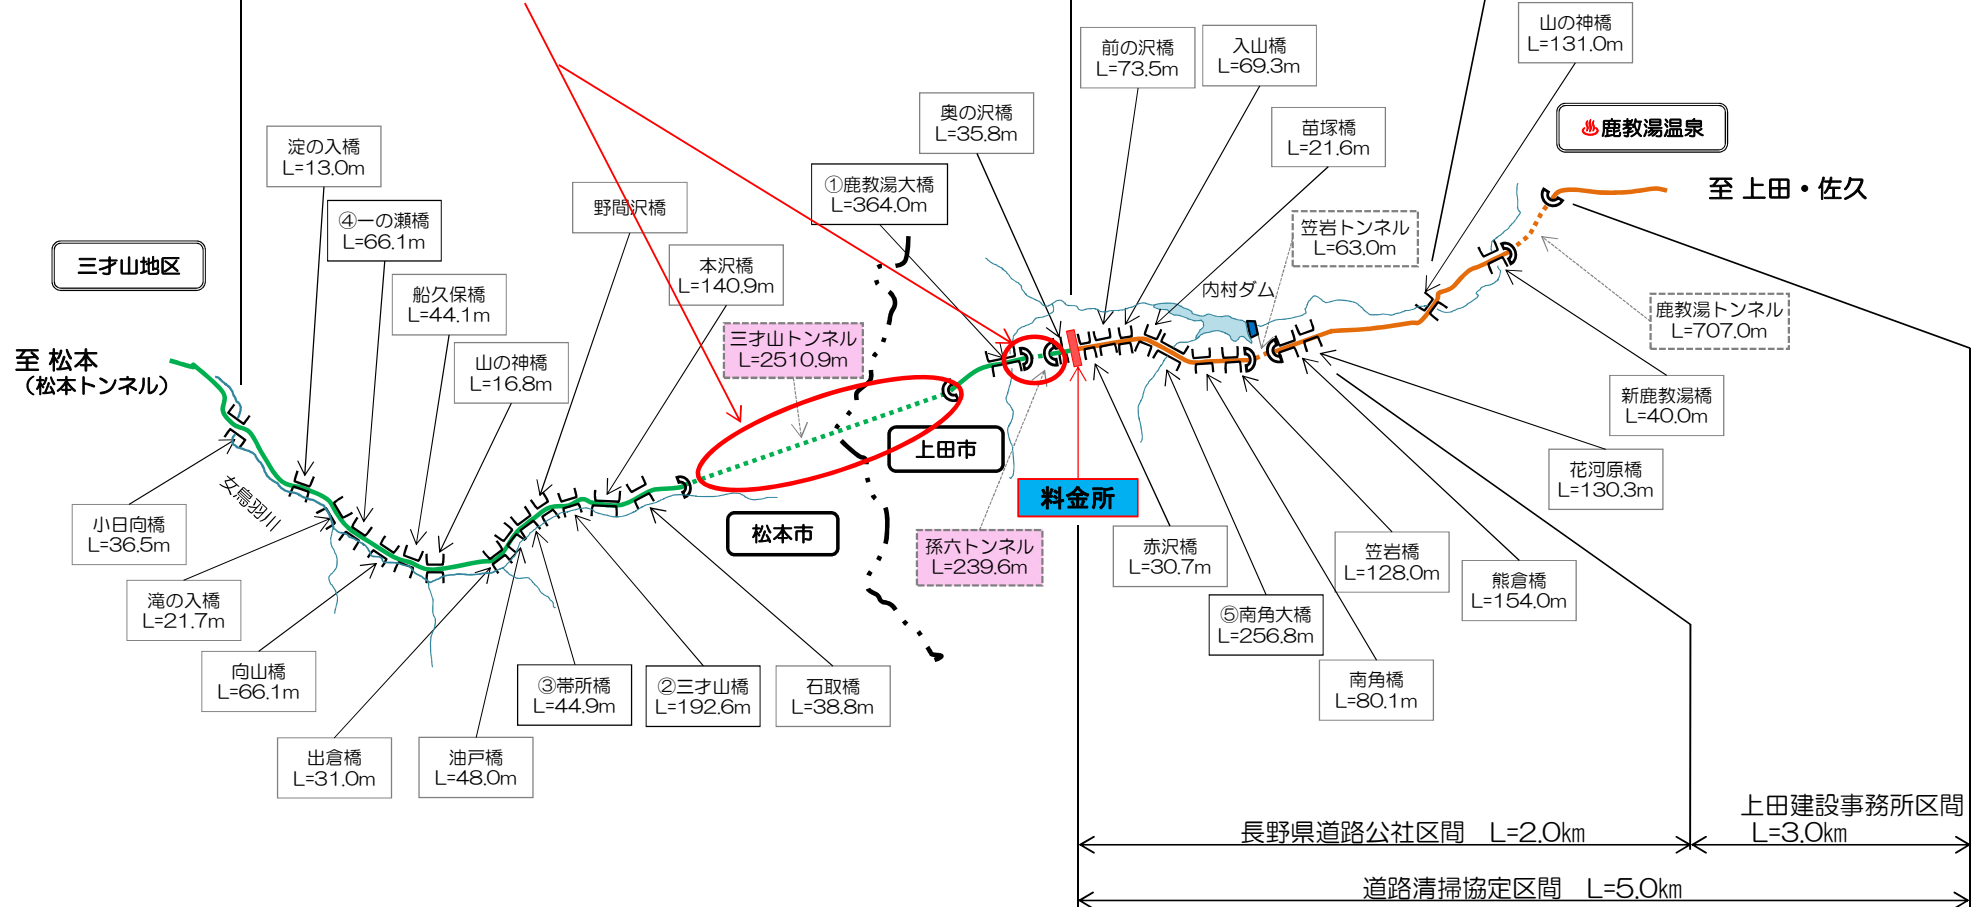 山の神橋
L=131.0m
前の沢橋
L=73.5m
入山橋
L=69.3m
奥の沢橋
L=35.8m
苗塚橋
L=21.6m
鹿教湯温泉
淀の入橋
L=13.0m
①鹿教湯大橋
L=364.0m
至 上田・佐久
野間沢橋
④一の瀬橋
L=66.1m
笠岩トンネル
L=63.0m
三才山地区
本沢橋
L=140.9m
内村ダム
船久保橋
L=44.1m
鹿教湯トンネル
L=707.0m
三才山トンネル
L=2510.9m
至 松本
（松本トンネル）
山の神橋
L=16.8m
新鹿教湯橋
L=40.0m
上田市
女鳥羽川
料金所
花河原橋
L=130.3m
小日向橋
L=36.5m
松本市
孫六トンネル
L=239.6m
赤沢橋
L=30.7m
笠岩橋
L=128.0m
熊倉橋
L=154.0m
滝の入橋
L=21.7m
⑤南角大橋
L=256.8m
向山橋
L=66.1m
③帯所橋
L=44.9m
②三才山橋
L=192.6m
石取橋
L=38.8m
南角橋
L=80.1m
出倉橋
L=31.0m
油戸橋
L=48.0m
上田建設事務所区間
L=3.0㎞
長野県道路公社区間 L=2.0㎞
道路清掃協定区間 L=5.0㎞